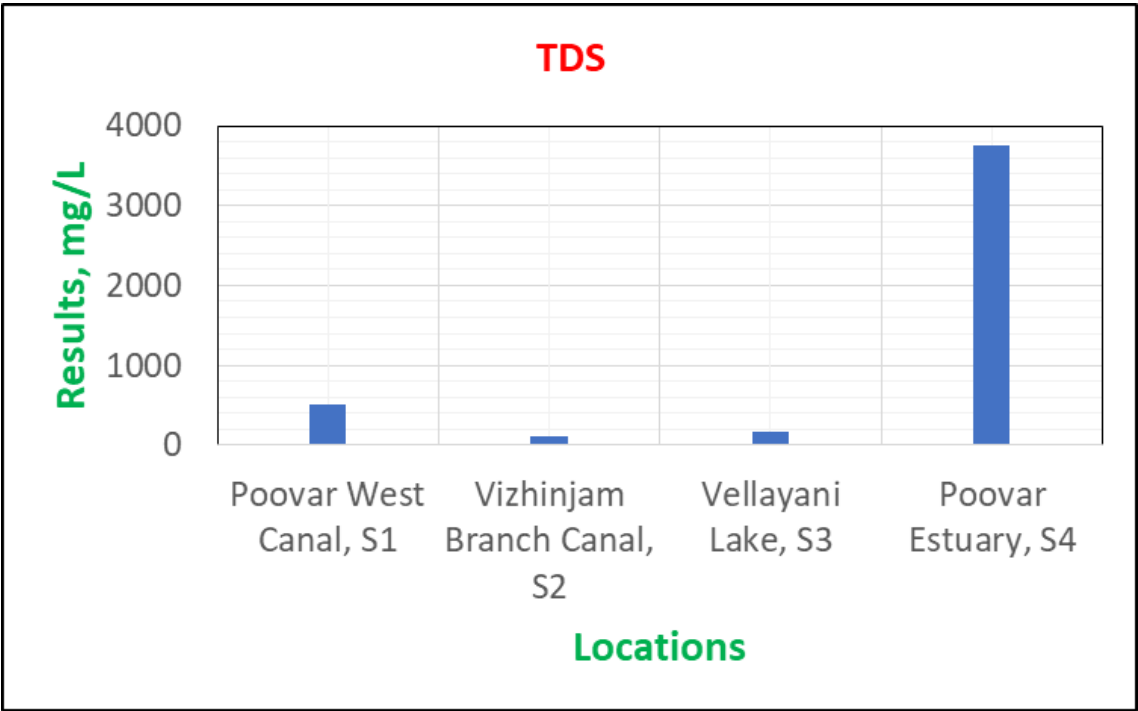 TDS
Results, mg/L
4000
3000
2000
1000
0
Poovar West
Canal, S1
Vizhinjam
Branch Canal,
S2
Vellayani
Lake, S3
Poovar
Estuary, S4
Locations